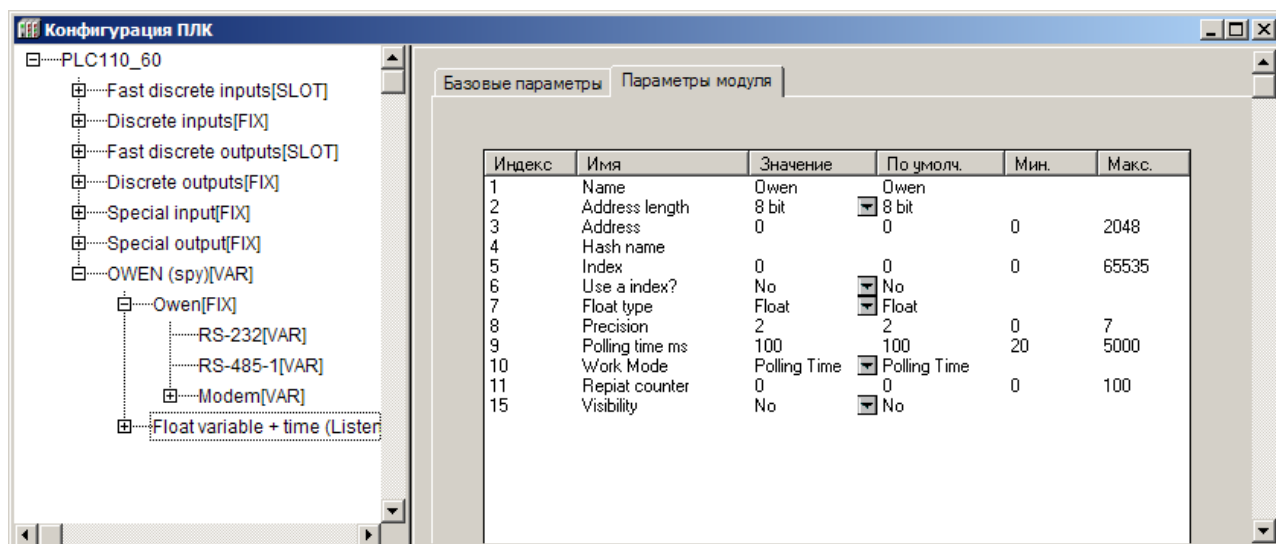 Конфигурация ПЛК
PLC110_60
Fast discrete inputs[SLOT]
Discrete inputs[FIX]
Fast discrete outputs[SLOT]
Discrete outputs[FIX]
Special input[FIX]
Special output[FIX]
OWEN (spy)[VAR]
Owen[FIX]
RS-232[VAR]
RS-485-1[VAR]
Modem[VAR]
Float variable + time (Listen
Базовые параметры Параметры модуля
Индекс Имя Значение По умолч. Мин. Макс.
1 Name Owen Owen
2 Address length 8 bit 8 bit
3 Address 0 0 0 2048
4 Hash name
5 Index 0 0 0 65535
6 Use a index? No No
7 Float type Float Float
8 Precision 2 2 0 7
9 Polling time ms 100 100 20 5000
10 Work Mode Polling Time Polling Time
11 Repiat counter 0 0 0 100
15 Visibility No No